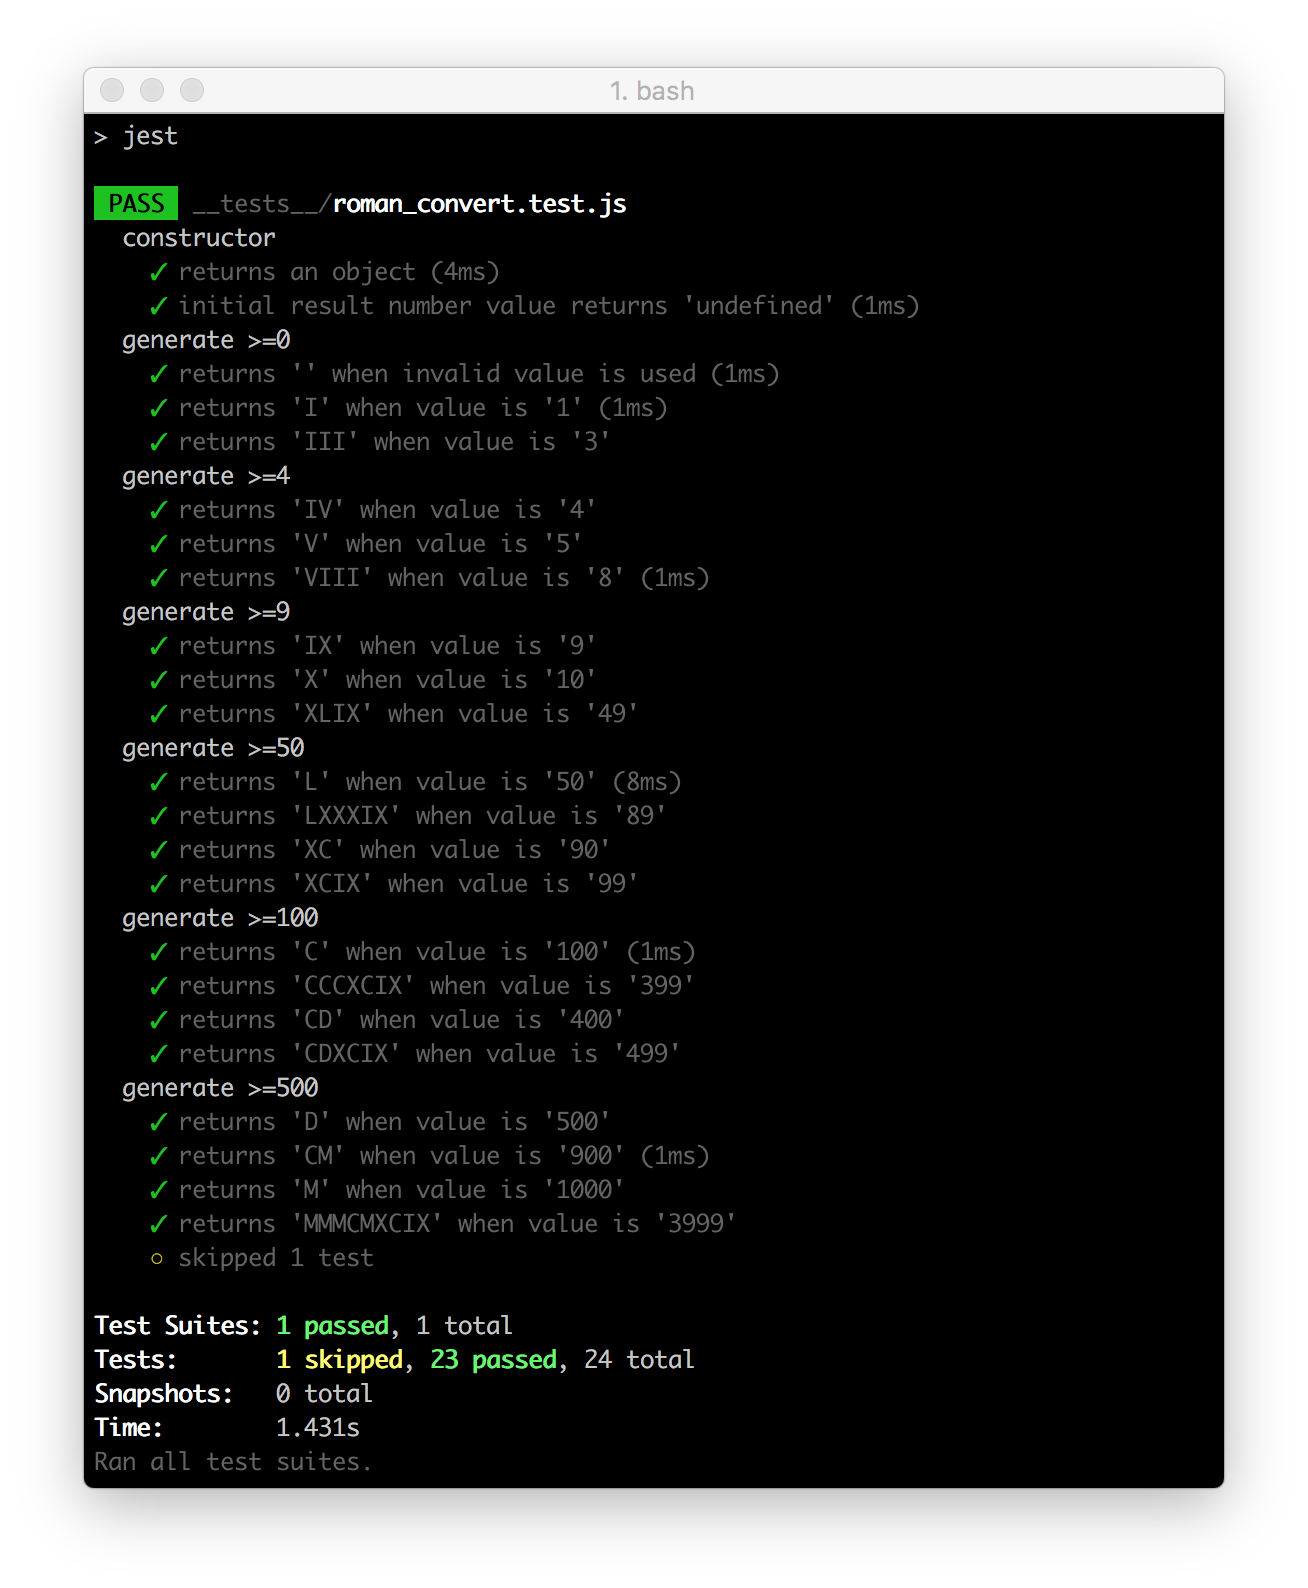 1. bash
> jest
PASS __tests__/roman_convert.test.js
constructor
✓ returns an object (4ms)
✓ initial result number value returns 'undefined' (1ms)
generate >=0
✓ returns '' when invalid value is used (1ms)
✓ returns 'I' when value is '1' (1ms)
✓ returns 'III' when value is '3'
generate >=4
✓ returns 'IV' when value is '4'
✓ returns 'V' when value is '5'
✓ returns 'VIII' when value is '8' (1ms)
generate >=9
✓ returns 'IX' when value is '9'
✓ returns 'X' when value is '10'
✓ returns 'XLIX' when value is '49'
generate >=50
✓ returns 'L' when value is '50' (8ms)
✓ returns 'LXXXIX' when value is '89'
✓ returns 'XC' when value is '90'
✓ returns 'XCIX' when value is '99'
generate >=100
✓ returns 'C' when value is '100' (1ms)
✓ returns 'CCCXCIX' when value is '399'
✓ returns 'CD' when value is '400'
✓ returns 'CDXCIX' when value is '499'
generate >=500
✓ returns 'D' when value is '500'
✓ returns 'CM' when value is '900' (1ms)
✓ returns 'M' when value is '1000'
✓ returns 'MMMCMXCIX' when value is '3999'
○ skipped 1 test
Test Suites: 1 passed, 1 total
Tests: 1 skipped, 23 passed, 24 total
Snapshots: 0 total
Time: 1.431s
Ran all test suites.